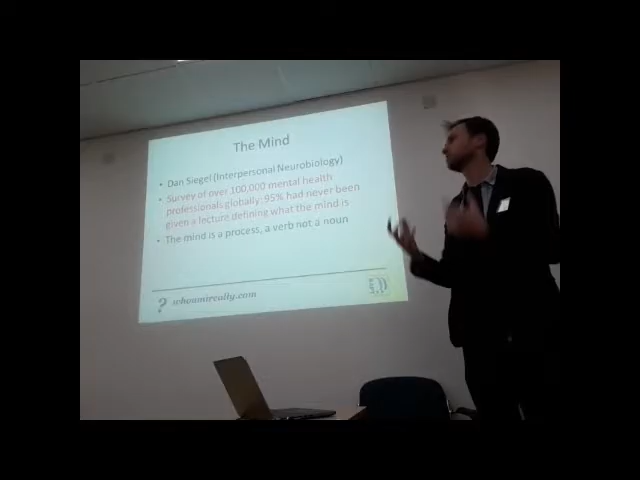 The Mind
• Dan Siegel (Interpersonal Neurobiology)
• Survey of over 100,000 mental health
professionals globally: 95% had never been
given a lecture defining what the mind is
• The mind is a process, a verb not a noun
? whoamireally.com